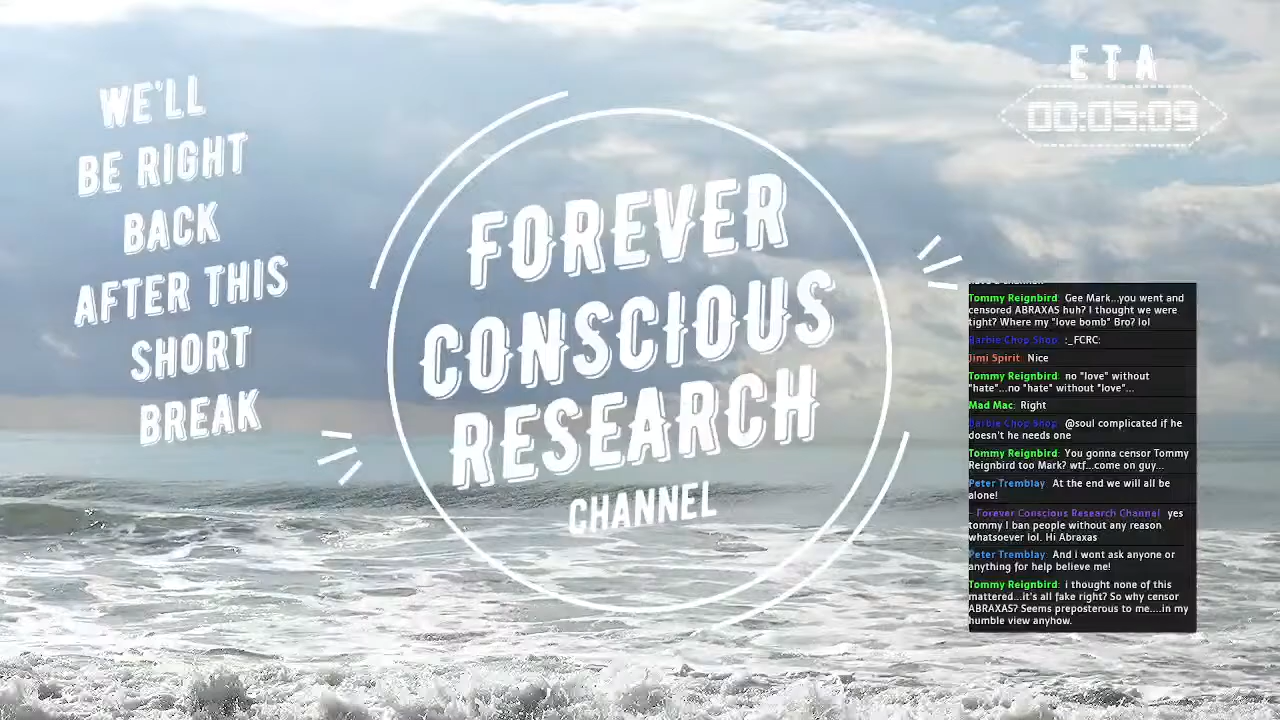 WE'LL
BE RIGHT
BACK
AFTER THIS
SHORT
BREAK
FOREVER
CONSCIOUS
RESEARCH
CHANNEL
ETA
00:05:09
Tommy Reignbird: Gee Mark...you went and
censored ABRAXAS huh? I thought we were
tight? Where my "love bomb" Bro? lol
Barbie Chop Shop: :_FCRC:
Jimi Spirit: Nice
Tommy Reignbird: no "love" without
"hate"...no "hate" without "love"...
Mad Mac: Right
Barbie Chop Shop: @soul complicated if he
doesn't he needs one
Tommy Reignbird: You gonna censor Tommy
Reignbird too Mark? wtf...come on guy...
Peter Tremblay: At the end we will all be
alone!
~ Forever Conscious Research Channel: yes
tommy I ban people without any reason
whatsoever lol. Hi Abraxas
Peter Tremblay: And i wont ask anyone or
anything for help believe me!
Tommy Reignbird: i thought none of this
mattered...it's all fake right? So why censor
ABRAXAS? Seems preposterous to me....in my
humble view anyhow.